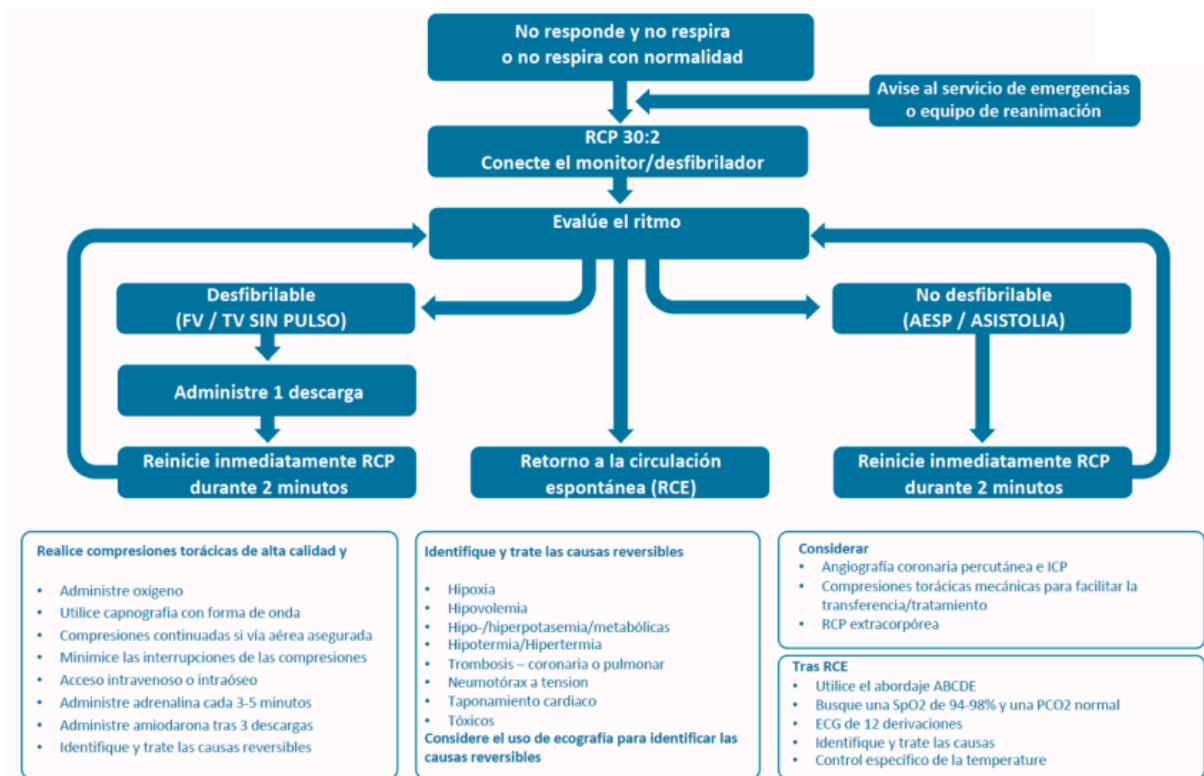 No responde y no respira
o no respira con normalidad
Avise al servicio de emergencias
o equipo de reanimación
RCP 30:2
Conecte el monitor/desfibrilador
Evalúe el ritmo
Desfibrilable
(FV / TV SIN PULSO)
No desfibrilable
(AESP / ASISTOLIA)
Administre 1 descarga
Reinicie inmediatamente RCP
durante 2 minutos
Retorno a la circulación
espontánea (RCE)
Reinicie inmediatamente RCP
durante 2 minutos
Realice compresiones torácicas de alta calidad y
• Administre oxígeno
• Utilice capnografia con forma de onda
• Compresiones continuadas si vía aérea asegurada
• Minimice las interrupciones de las compresiones
• Acceso intravenoso o intraóseo
• Administre adrenalina cada 3-5 minutos
• Administre amiodarona tras 3 descargas
• Identifique y trate las causas reversibles
Identifique y trate las causas reversibles
• Hipoxia
• Hipovolemia
• Hipo-/hiperpotasemia/metabólicas
• Hipotermia/Hipertermia
• Trombosis – coronaria o pulmonar
• Neumotórax a tension
• Taponamiento cardiaco
• Tóxicos
Considere el uso de ecografía para identificar las
causas reversibles
Considerar
• Angiografía coronaria percutánea e ICP
• Compresiones torácicas mecánicas para facilitar la
transferencia/tratamiento
• RCP extracorpórea
Tras RCE
• Utilice el abordaje ABCDE
• Busque una SpO2 de 94-98% y una PCO2 normal
• ECG de 12 derivaciones
• Identifique y trate las causas
• Control específico de la temperature